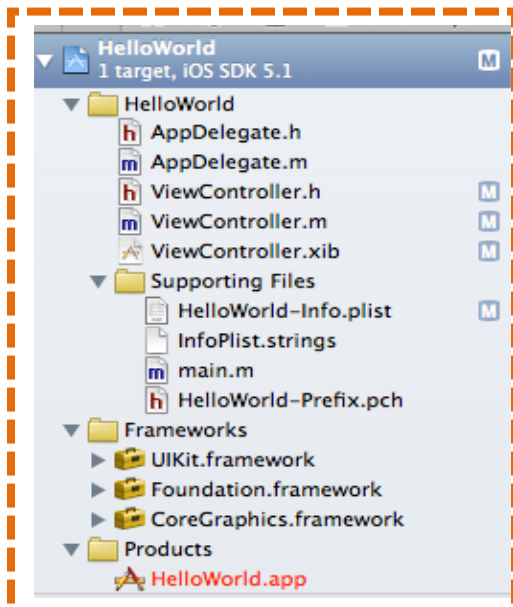 HelloWorld M
1 target, iOS SDK 5.1
HelloWorld
h AppDelegate.h
m AppDelegate.m
h ViewController.h M
m ViewController.m M
ViewController.xib M
Supporting Files
HelloWorld-Info.plist M
InfoPlist.strings
m main.m
h HelloWorld-Prefix.pch
Frameworks
UIKit.framework
Foundation.framework
CoreGraphics.framework
Products
HelloWorld.app